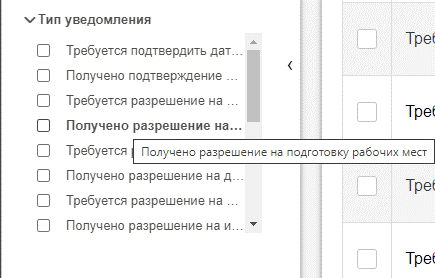 Тип уведомления
Требуется подтвердить дат...
Получено подтверждение ...
Требуется разрешение на ...
Получено разрешение на...
Требуется р
Получено разрешение на подготовку рабочих мест
Получено разрешение на д...
Требуется разрешение на ...
Получено разрешение на и...
Треб
Треб
Треб
Треб